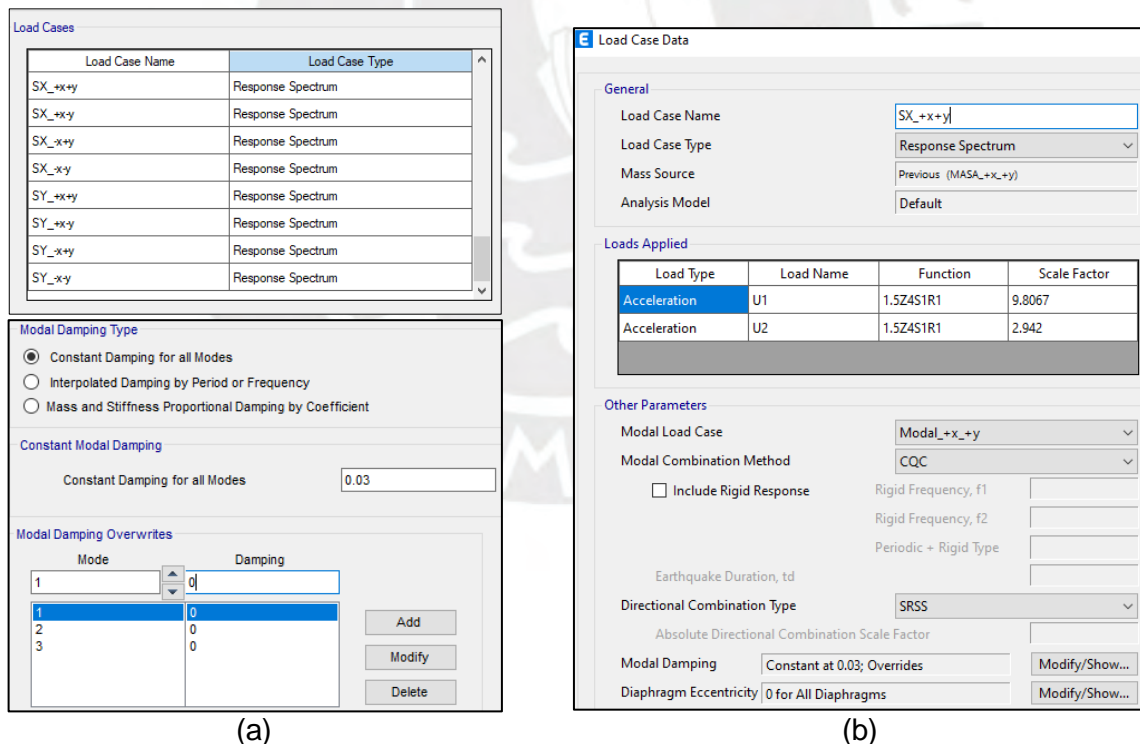 Load Cases
Load Case Name Load Case Type
SX_+x+y Response Spectrum
SX_+x-y Response Spectrum
SX_-x+y Response Spectrum
SX_-x-y Response Spectrum
SY_+x+y Response Spectrum
SY_+x-y Response Spectrum
SY_-x+y Response Spectrum
SY_-x-y Response Spectrum
Modal Damping Type
Constant Damping for all Modes
Interpolated Damping by Period or Frequency
Mass and Stiffness Proportional Damping by Coefficient
Constant Modal Damping
Constant Damping for all Modes 0.03
Modal Damping Overwrites
Mode Damping
1 0
1 0
2 0
3 0
Add
Modify
Delete
(a)
E Load Case Data
General
Load Case Name SX_+x+y
Load Case Type Response Spectrum
Mass Source Previous (MASA_+x_+y)
Analysis Model Default
Loads Applied
Load Type Load Name Function Scale Factor
Acceleration U1 1.5Z4S1R1 9.8067
Acceleration U2 1.5Z4S1R1 2.942
Other Parameters
Modal Load Case Modal_+x_+y
Modal Combination Method CQC
Include Rigid Response Rigid Frequency, f1
Rigid Frequency, f2
Periodic + Rigid Type
Earthquake Duration, td
Directional Combination Type SRSS
Absolute Directional Combination Scale Factor
Modal Damping Constant at 0.03; Overrides Modify/Show...
Diaphragm Eccentricity 0 for All Diaphragms Modify/Show...
(b)